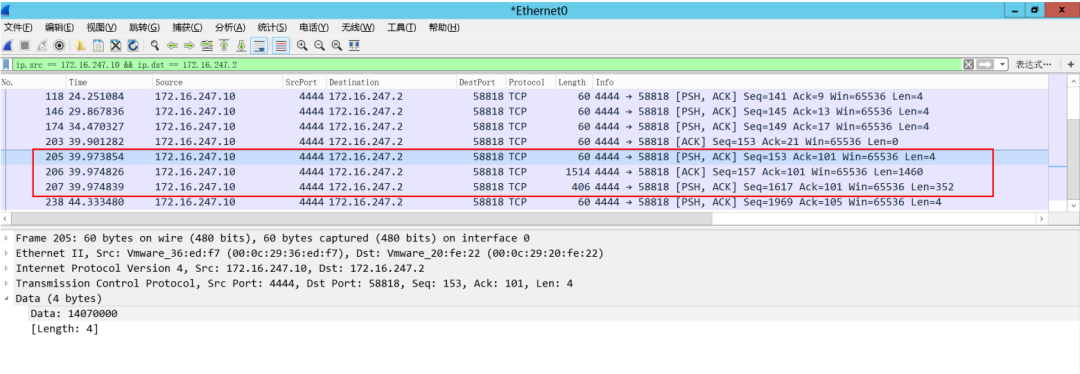 *Ethernet0
文件(F) 编辑(E) 视图(V) 跳转(G) 捕获(C) 分析(A) 统计(S) 电话(Y) 无线(W) 工具(T) 帮助(H)
ip.src == 172.16.247.10 && ip.dst == 172.16.247.2 表达式… +
No. Time Source SrcPort Destination DestPort Protocol Length Info
118 24.251084 172.16.247.10 4444 172.16.247.2 58818 TCP 60 4444 → 58818 [PSH, ACK] Seq=141 Ack=9 Win=65536 Len=4
146 29.867836 172.16.247.10 4444 172.16.247.2 58818 TCP 60 4444 → 58818 [PSH, ACK] Seq=145 Ack=13 Win=65536 Len=4
174 34.470327 172.16.247.10 4444 172.16.247.2 58818 TCP 60 4444 → 58818 [PSH, ACK] Seq=149 Ack=17 Win=65536 Len=4
203 39.901282 172.16.247.10 4444 172.16.247.2 58818 TCP 60 4444 → 58818 [ACK] Seq=153 Ack=21 Win=65536 Len=0
205 39.973854 172.16.247.10 4444 172.16.247.2 58818 TCP 60 4444 → 58818 [PSH, ACK] Seq=153 Ack=101 Win=65536 Len=4
206 39.974826 172.16.247.10 4444 172.16.247.2 58818 TCP 1514 4444 → 58818 [ACK] Seq=157 Ack=101 Win=65536 Len=1460
207 39.974839 172.16.247.10 4444 172.16.247.2 58818 TCP 406 4444 → 58818 [PSH, ACK] Seq=1617 Ack=101 Win=65536 Len=352
238 44.333480 172.16.247.10 4444 172.16.247.2 58818 TCP 60 4444 → 58818 [PSH, ACK] Seq=1969 Ack=105 Win=65536 Len=4
Frame 205: 60 bytes on wire (480 bits), 60 bytes captured (480 bits) on interface 0
Ethernet II, Src: Vmware_36:ed:f7 (00:0c:29:36:ed:f7), Dst: Vmware_20:fe:22 (00:0c:29:20:fe:22)
Internet Protocol Version 4, Src: 172.16.247.10, Dst: 172.16.247.2
Transmission Control Protocol, Src Port: 4444, Dst Port: 58818, Seq: 153, Ack: 101, Len: 4
Data (4 bytes)
Data: 14070000
[Length: 4]